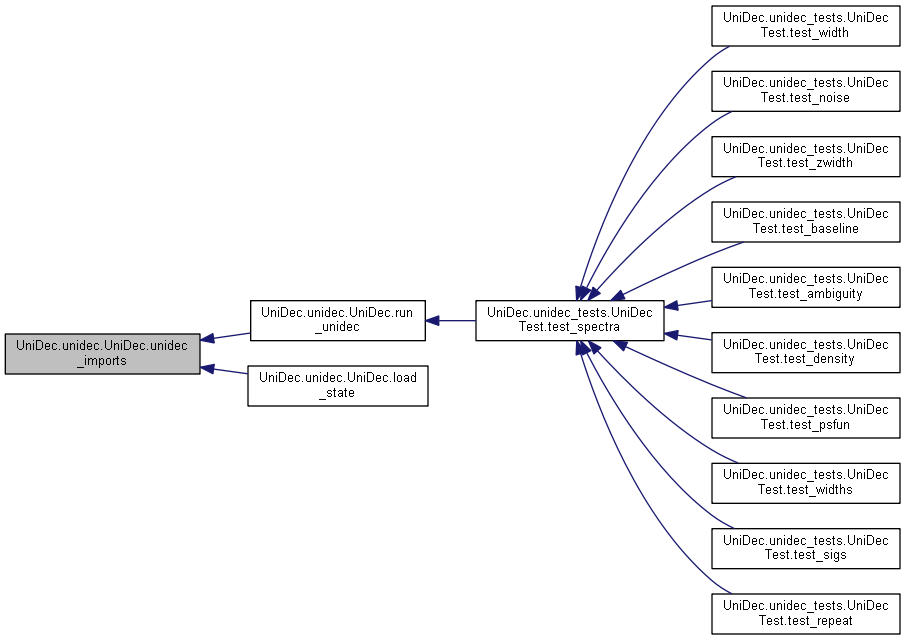 UniDec.unidec.UniDec.unidec
_imports
UniDec.unidec.UniDec.run
_unidec
UniDec.unidec.UniDec.load
_state
UniDec.unidec_tests.UniDec
Test.test_spectra
UniDec.unidec_tests.UniDec
Test.test_width
UniDec.unidec_tests.UniDec
Test.test_noise
UniDec.unidec_tests.UniDec
Test.test_zwidth
UniDec.unidec_tests.UniDec
Test.test_baseline
UniDec.unidec_tests.UniDec
Test.test_ambiguity
UniDec.unidec_tests.UniDec
Test.test_density
UniDec.unidec_tests.UniDec
Test.test_psfun
UniDec.unidec_tests.UniDec
Test.test_widths
UniDec.unidec_tests.UniDec
Test.test_sigs
UniDec.unidec_tests.UniDec
Test.test_repeat